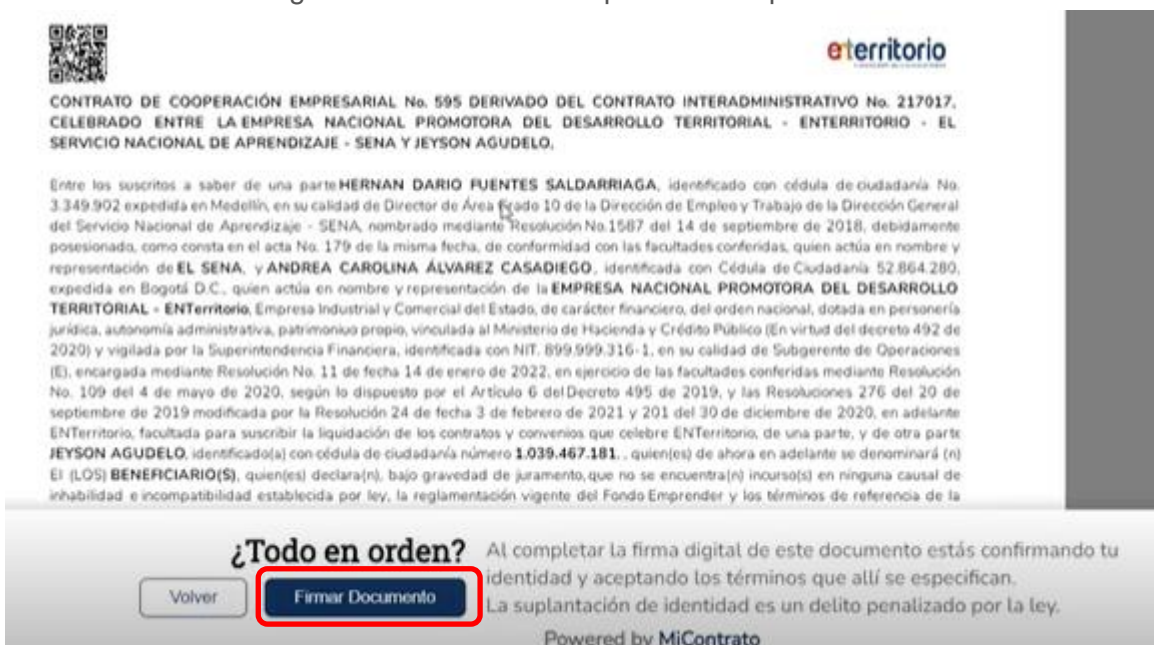 enterritorio
CONTRATO DE COOPERACIÓN EMPRESARIAL No. 595 DERIVADO DEL CONTRATO INTERADMINISTRATIVO No. 217017,
CELEBRADO ENTRE LA EMPRESA NACIONAL PROMOTORA DEL DESARROLLO TERRITORIAL - ENTERRITORIO - EL
SERVICIO NACIONAL DE APRENDIZAJE - SENA Y JEYSON AGUDELO,
Entre los suscritos a saber de una parte HERNAN DARIO FUENTES SALDARRIAGA, identificado con cédula de ciudadanía No.
3.349.902 expedida en Medellín, en su calidad de Director de Área Grado 10 de la Dirección de Empleo y Trabajo de la Dirección General
del Servicio Nacional de Aprendizaje - SENA, nombrado mediante Resolución No.1587 del 14 de septiembre de 2018, debidamente
posesionado, como consta en el acta No. 179 de la misma fecha, de conformidad con las facultades conferidas, quien actúa en nombre y
representación de EL SENA, y ANDREA CAROLINA ÁLVAREZ CASADIEGO, identificada con Cédula de Ciudadanía 52.864.280,
expedida en Bogotá D.C., quien actúa en nombre y representación de la EMPRESA NACIONAL PROMOTORA DEL DESARROLLO
TERRITORIAL - ENTerritorio, Empresa Industrial y Comercial del Estado, de carácter financiero, del orden nacional, dotada en personería
jurídica, autonomía administrativa, patrimonio propio, vinculada al Ministerio de Hacienda y Crédito Público (En virtud del decreto 492 de
2020) y vigilada por la Superintendencia Financiera, identificada con NIT. 899.999.316-1, en su calidad de Subgerente de Operaciones
(E), encargada mediante Resolución No. 11 de fecha 14 de enero de 2022, en ejercicio de las facultades conferidas mediante Resolución
No. 109 del 4 de mayo de 2020, según lo dispuesto por el Artículo 6 del Decreto 495 de 2019, y las Resoluciones 276 del 20 de
septiembre de 2019 modificada por la Resolución 24 de fecha 3 de febrero de 2021 y 201 del 30 de diciembre de 2020, en adelante
ENTerritorio, facultada para suscribir la liquidación de los contratos y convenios que celebre ENTerritorio, de una parte, y de otra parte
JEYSON AGUDELO, identificado(a) con cédula de ciudadanía número 1.039.467.181. , quien(es) de ahora en adelante se denominará (n)
El (LOS) BENEFICIARIO(S), quien(es) declara(n), bajo gravedad de juramento, que no se encuentra(n) incurso(s) en ninguna causal de
inhabilidad e incompatibilidad establecida por ley, la reglamentación vigente del Fondo Emprender y los términos de referencia de la
¿Todo en orden?
Volver
Firmar Documento
Al completar la firma digital de este documento estás confirmando tu
identidad y aceptando los términos que allí se especifican.
La suplantación de identidad es un delito penalizado por la ley.
Powered by MiContrato